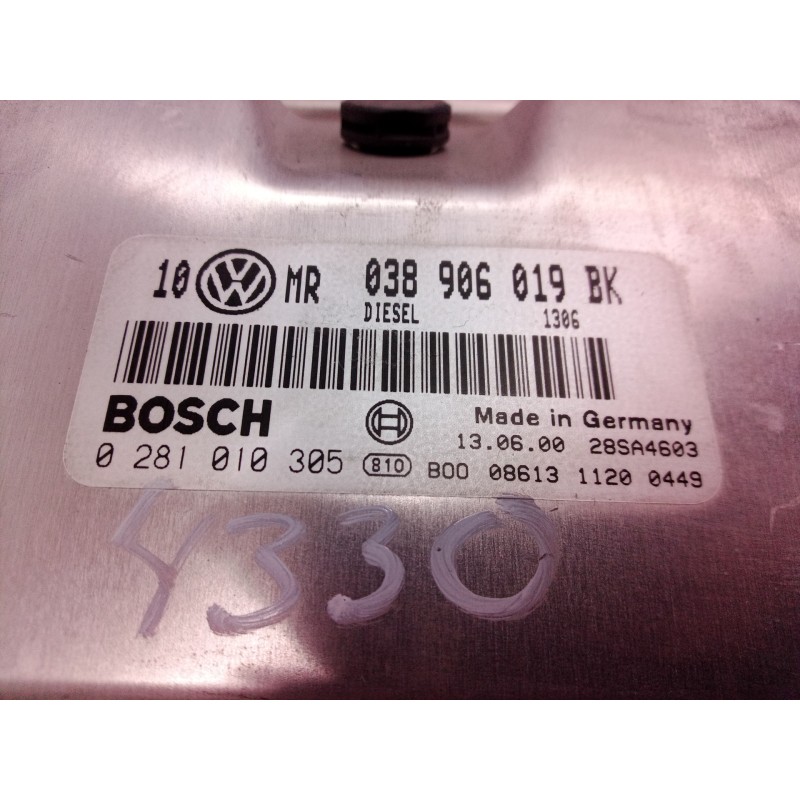 10 VW MR 038 906 019 BK
DIESEL 1306
BOSCH Made in Germany
13.06.00 28SA4603
0 281 010 305 810 B00 08613 1120 0449
4330